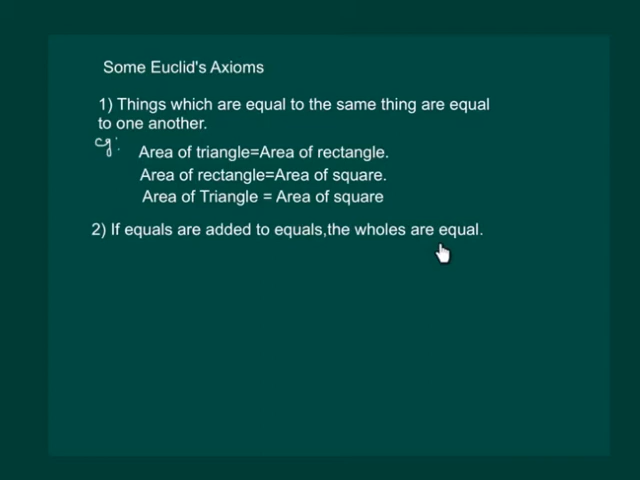 Some Euclid's Axioms
1) Things which are equal to the same thing are equal
to one another.
eg:
Area of triangle=Area of rectangle.
Area of rectangle=Area of square.
Area of Triangle = Area of square
2) If equals are added to equals,the wholes are equal.